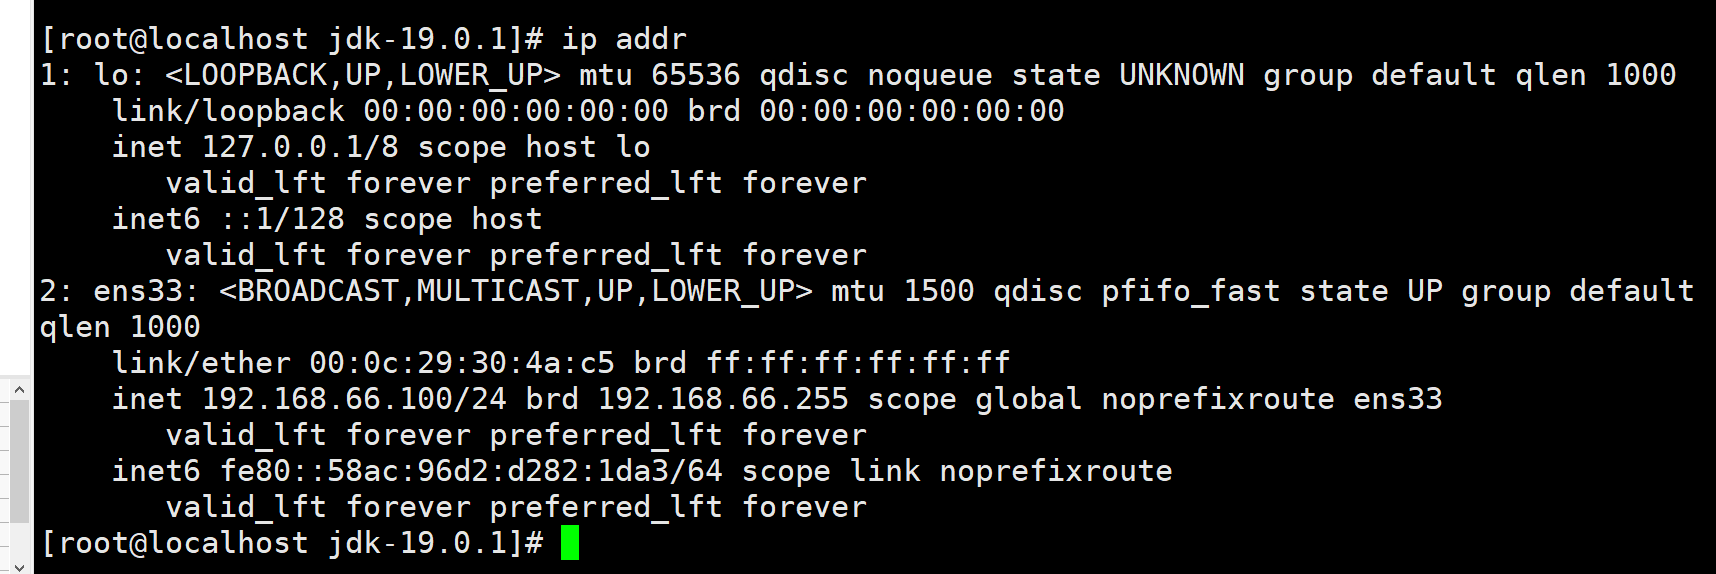 [root@localhost jdk-19.0.1]# ip addr
1: lo: <LOOPBACK,UP,LOWER_UP> mtu 65536 qdisc noqueue state UNKNOWN group default qlen 1000
    link/loopback 00:00:00:00:00:00 brd 00:00:00:00:00:00
    inet 127.0.0.1/8 scope host lo
       valid_lft forever preferred_lft forever
    inet6 ::1/128 scope host
       valid_lft forever preferred_lft forever
2: ens33: <BROADCAST,MULTICAST,UP,LOWER_UP> mtu 1500 qdisc pfifo_fast state UP group default
qlen 1000
    link/ether 00:0c:29:30:4a:c5 brd ff:ff:ff:ff:ff:ff
    inet 192.168.66.100/24 brd 192.168.66.255 scope global noprefixroute ens33
       valid_lft forever preferred_lft forever
    inet6 fe80::58ac:96d2:d282:1da3/64 scope link noprefixroute
       valid_lft forever preferred_lft forever
[root@localhost jdk-19.0.1]#